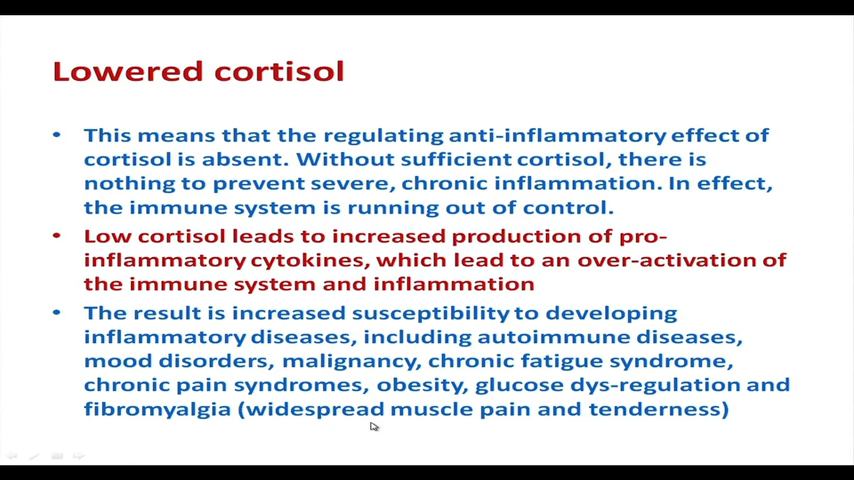 Lowered cortisol
• This means that the regulating anti-inflammatory effect of
cortisol is absent. Without sufficient cortisol, there is
nothing to prevent severe, chronic inflammation. In effect,
the immune system is running out of control.
• Low cortisol leads to increased production of pro-
inflammatory cytokines, which lead to an over-activation of
the immune system and inflammation
• The result is increased susceptibility to developing
inflammatory diseases, including autoimmune diseases,
mood disorders, malignancy, chronic fatigue syndrome,
chronic pain syndromes, obesity, glucose dys-regulation and
fibromyalgia (widespread muscle pain and tenderness)